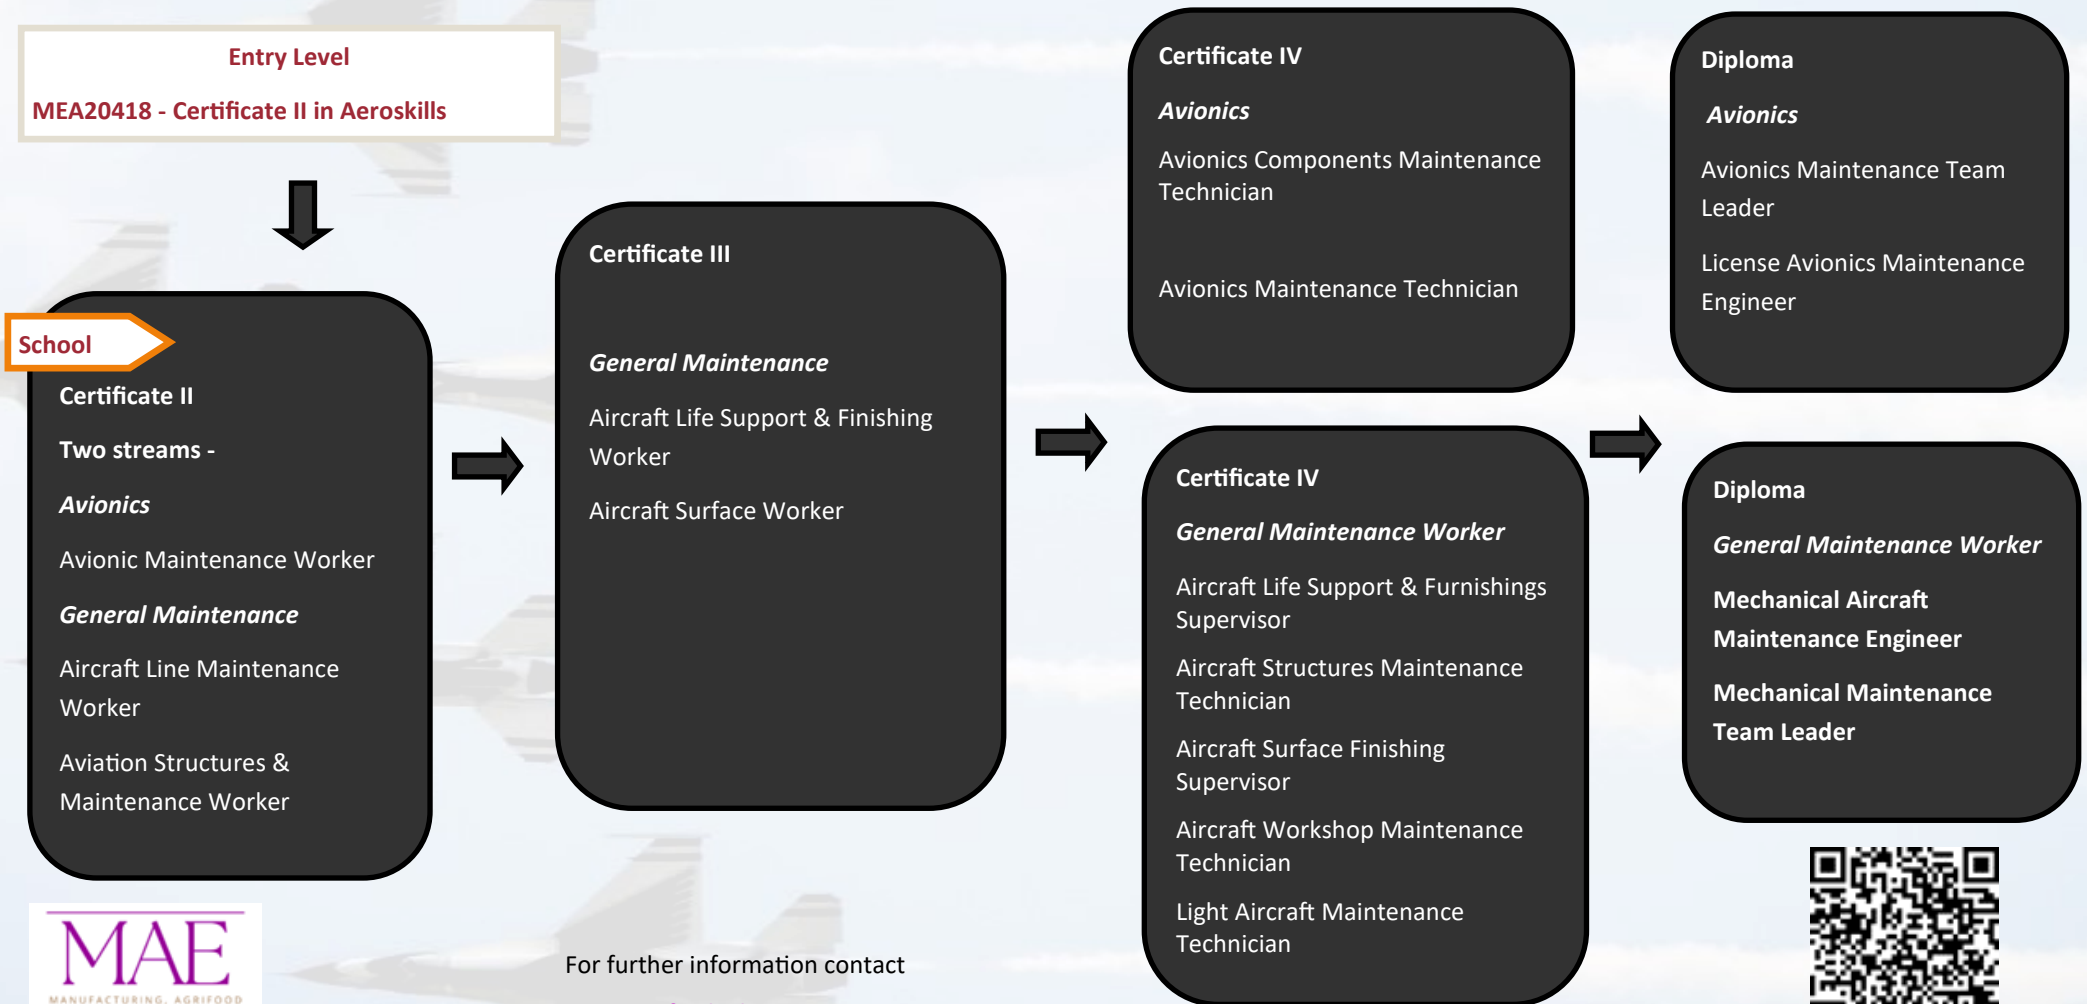 Entry Level
MEA20418 - Certificate II in Aeroskills
School
Certificate II
Two streams -
Avionics
Avionic Maintenance Worker
General Maintenance
Aircraft Line Maintenance
Worker
Aviation Structures &
Maintenance Worker
Certificate III
General Maintenance
Aircraft Life Support & Finishing
Worker
Aircraft Surface Worker
Certificate IV
Avionics
Avionics Components Maintenance
Technician
Avionics Maintenance Technician
Certificate IV
General Maintenance Worker
Aircraft Life Support & Furnishings
Supervisor
Aircraft Structures Maintenance
Technician
Aircraft Surface Finishing
Supervisor
Aircraft Workshop Maintenance
Technician
Light Aircraft Maintenance
Technician
Diploma
Avionics
Avionics Maintenance Team
Leader
License Avionics Maintenance
Engineer
Diploma
General Maintenance Worker
Mechanical Aircraft
Maintenance Engineer
Mechanical Maintenance
Team Leader
MAE
MANUFACTURING, AGRIFOOD
For further information contact